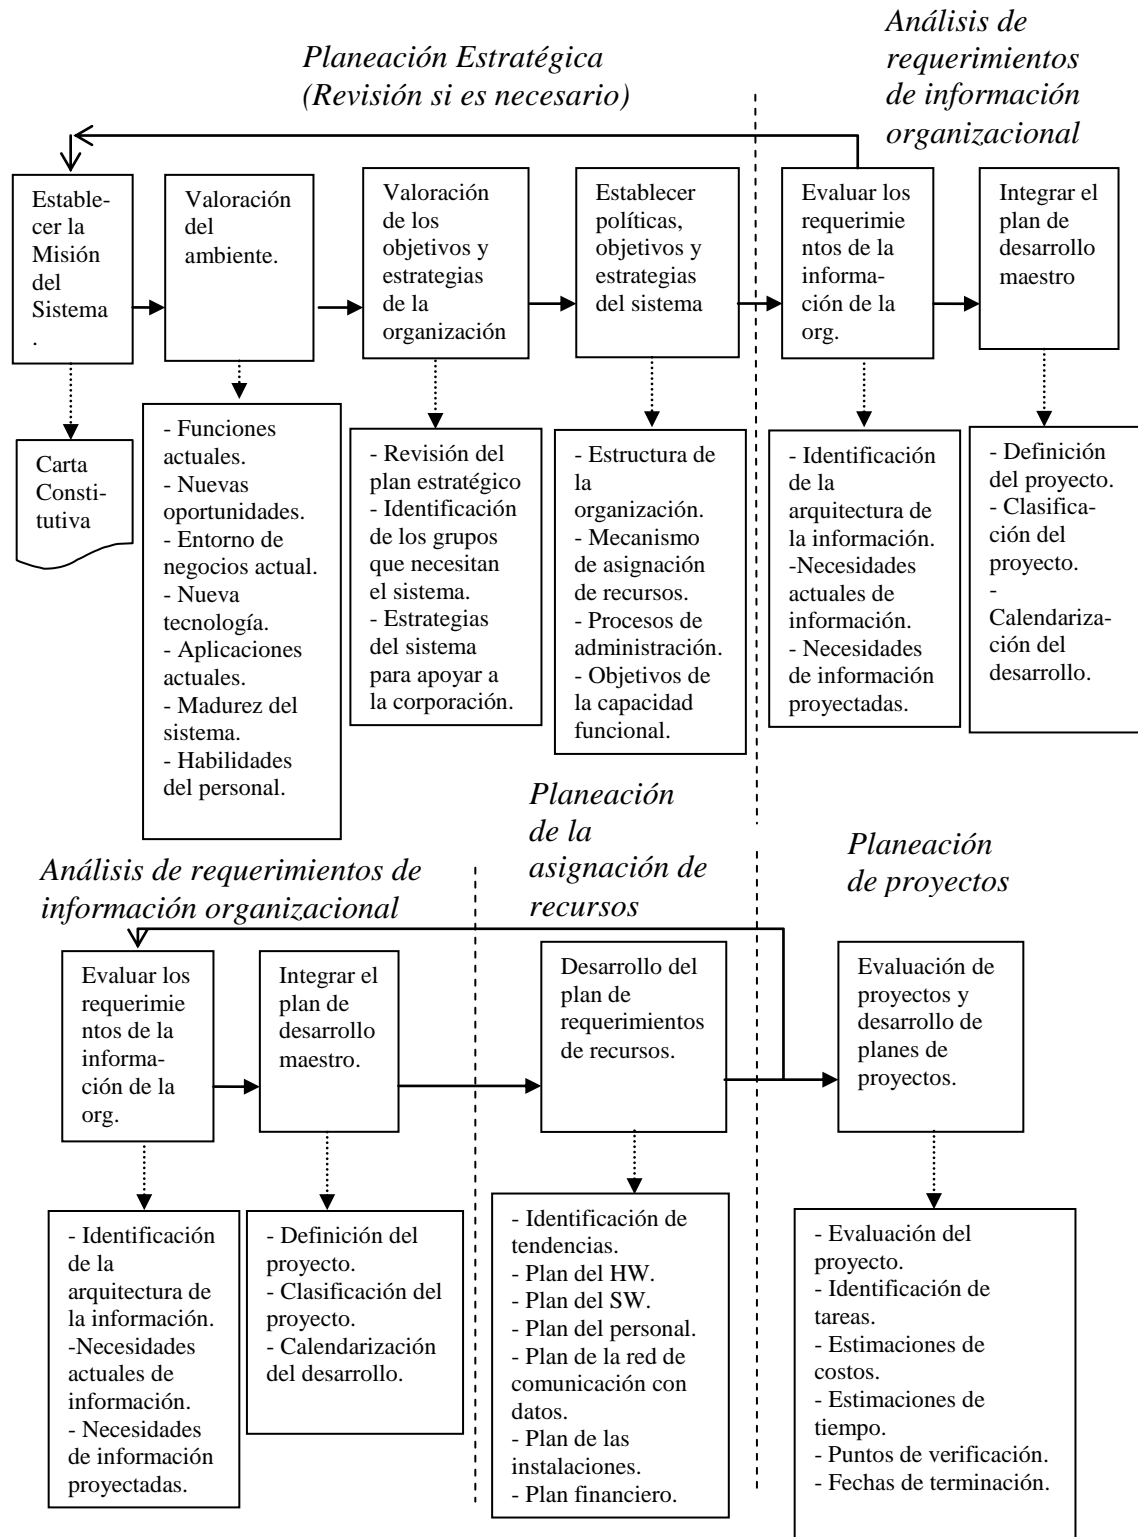 Planeación Estratégica
(Revisión si es necesario)
Análisis de
requerimientos
de información
organizacional
Estable-
cer la
Misión
del
Sistema
.
Valoración
del
ambiente.
Valoración
de los
objetivos y
estrategias
de la
organización
Establecer
políticas,
objetivos y
estrategias
del sistema
Evaluar los
requerimie
ntos de la
informa-
ción de la
org.
Integrar el
plan de
desarrollo
maestro
Carta
Consti-
tutiva
- Funciones
actuales.
- Nuevas
oportunidades.
- Entorno de
negocios actual.
- Nueva
tecnología.
- Aplicaciones
actuales.
- Madurez del
sistema.
- Habilidades
del personal.
- Revisión del
plan estratégico
- Identificación
de los grupos
que necesitan
el sistema.
- Estrategias
del sistema
para apoyar a
la corporación.
- Estructura de
la
organización.
- Mecanismo
de asignación
de recursos.
- Procesos de
administración.
- Objetivos de
la capacidad
funcional.
- Identificación
de la
arquitectura de
la información.
-Necesidades
actuales de
información.
- Necesidades
de información
proyectadas.
- Definición
del proyecto.
- Clasifica-
ción del
proyecto.
-
Calendariza-
ción del
desarrollo.
Análisis de requerimientos de
información organizacional
Planeación
de la
asignación de
recursos
Planeación
de proyectos
Evaluar los
requerimie
ntos de la
informa-
ción de la
org.
Integrar el
plan de
desarrollo
maestro.
Desarrollo del
plan de
requerimientos
de recursos.
Evaluación de
proyectos y
desarrollo de
planes de
proyectos.
- Identificación
de la
arquitectura de
la información.
-Necesidades
actuales de
información.
- Necesidades
de información
proyectadas.
- Definición del
proyecto.
- Clasificación del
proyecto.
- Calendarización
del desarrollo.
- Identificación de
tendencias.
- Plan del HW.
- Plan del SW.
- Plan del personal.
- Plan de la red de
comunicación con
datos.
- Plan de las
instalaciones.
- Plan financiero.
- Evaluación del
proyecto.
- Identificación de
tareas.
- Estimaciones de
costos.
- Estimaciones de
tiempo.
- Puntos de verificación.
- Fechas de terminación.